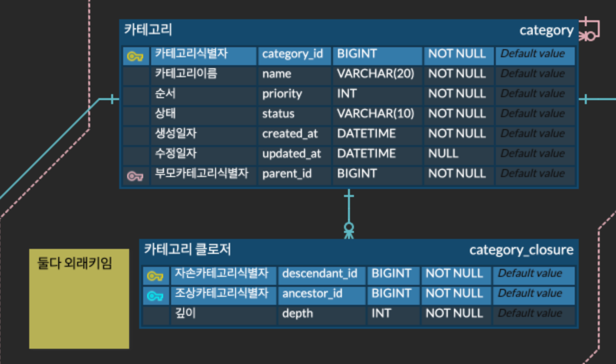 카테고리 category
카테고리식별자 category_id BIGINT NOT NULL Default value
카테고리이름 name VARCHAR(20) NOT NULL Default value
순서 priority INT NOT NULL Default value
상태 status VARCHAR(10) NOT NULL Default value
생성일자 created_at DATETIME NOT NULL Default value
수정일자 updated_at DATETIME NULL Default value
부모카테고리식별자 parent_id BIGINT NOT NULL Default value
둘다 외래키임
카테고리 클로저 category_closure
자손카테고리식별자 descendant_id BIGINT NOT NULL Default value
조상카테고리식별자 ancestor_id BIGINT NOT NULL Default value
깊이 depth INT NOT NULL Default value